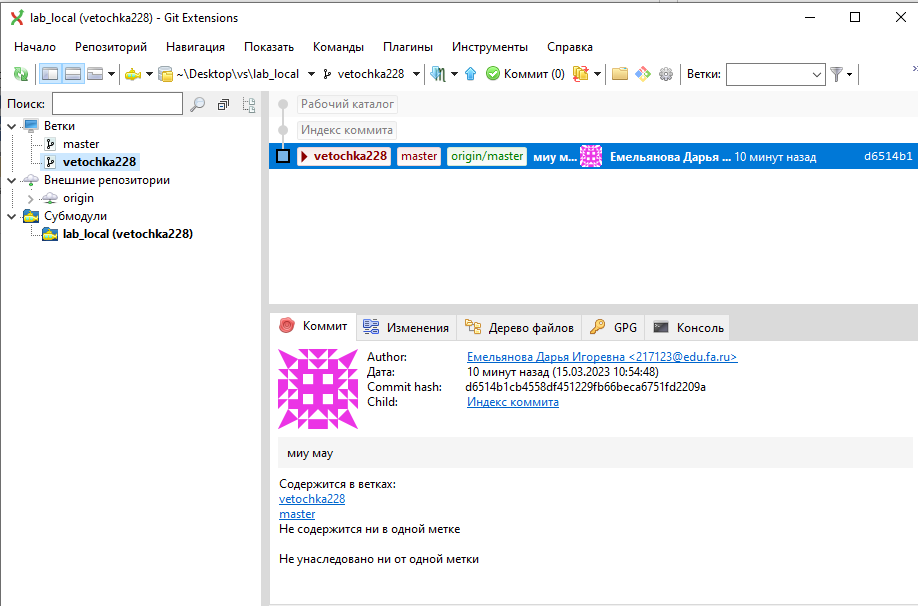 lab_local (vetochka228) - Git Extensions
Начало Репозиторий Навигация Показать Команды Плагины Инструменты Справка
~\Desktop\vs\lab_local vetochka228 Коммит (0) Ветки:
Поиск:
Ветки
master
vetochka228
Внешние репозитории
origin
Субмодули
lab_local (vetochka228)
Рабочий каталог
Индекс коммита
vetochka228 master origin/master миу м... Емельянова Дарья ... 10 минут назад d6514b1
Коммит Изменения Дерево файлов GPG Консоль
Author: Емельянова Дарья Игоревна <217123@edu.fa.ru>
Дата: 10 минут назад (15.03.2023 10:54:48)
Commit hash: d6514b1cb4558df451229fb66beca6751fd2209a
Child: Индекс коммита
миу мау
Содержится в ветках:
vetochka228
master
Не содержится ни в одной метке
Не унаследовано ни от одной метки